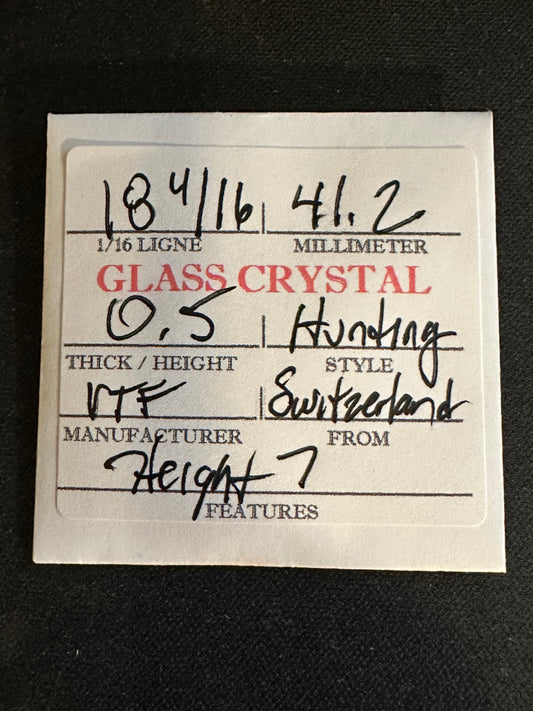 18 4/16 41.2
1/16 LIGNE MILLIMETER
GLASS CRYSTAL
0.5 Hunting
THICK / HEIGHT STYLE
VTF Switzerland
MANUFACTURER FROM
Height 7
FEATURES